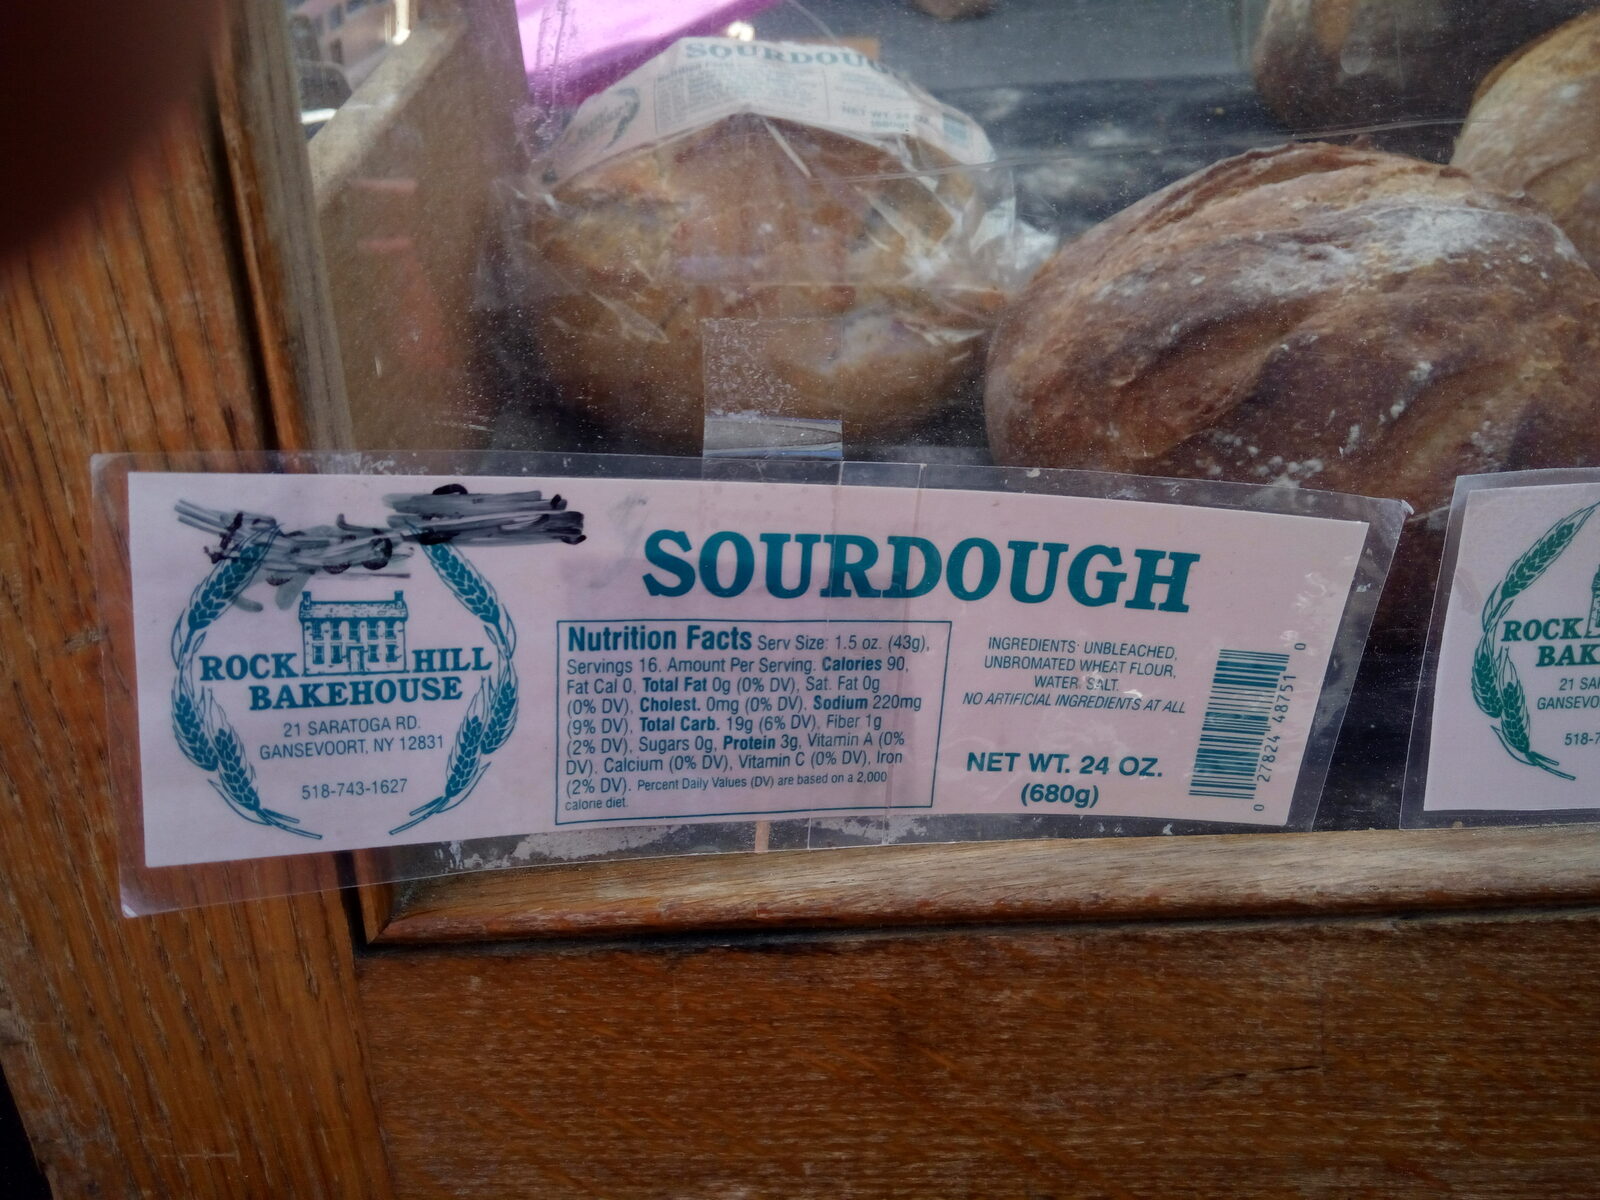 SOURDOUGH
SOURDOUGH
ROCK HILL
BAKEHOUSE
21 SARATOGA RD.
GANSEVOORT, NY 12831
518-743-1627
Nutrition Facts Serv Size: 1.5 oz. (43g),
Servings 16, Amount Per Serving. Calories 90,
Fat Cal 0, Total Fat 0g (0% DV), Sat. Fat 0g
(0% DV), Cholest. 0mg (0% DV). Sodium 220mg
(9% DV), Total Carb. 19g (6% DV), Fiber 1g
(2% DV), Sugars 0g, Protein 3g, Vitamin A (0%
DV). Calcium (0% DV), Vitamin C (0% DV), Iron
(2% DV). Percent Daily Values (DV) are based on a 2,000
calorie diet.
INGREDIENTS: UNBLEACHED,
UNBROMATED WHEAT FLOUR,
WATER, SALT.
NO ARTIFICIAL INGREDIENTS AT ALL
NET WT. 24 OZ.
(680g)
0 27824 48751 0
ROCK
BAK
21 SA
GANSEVO
518-7